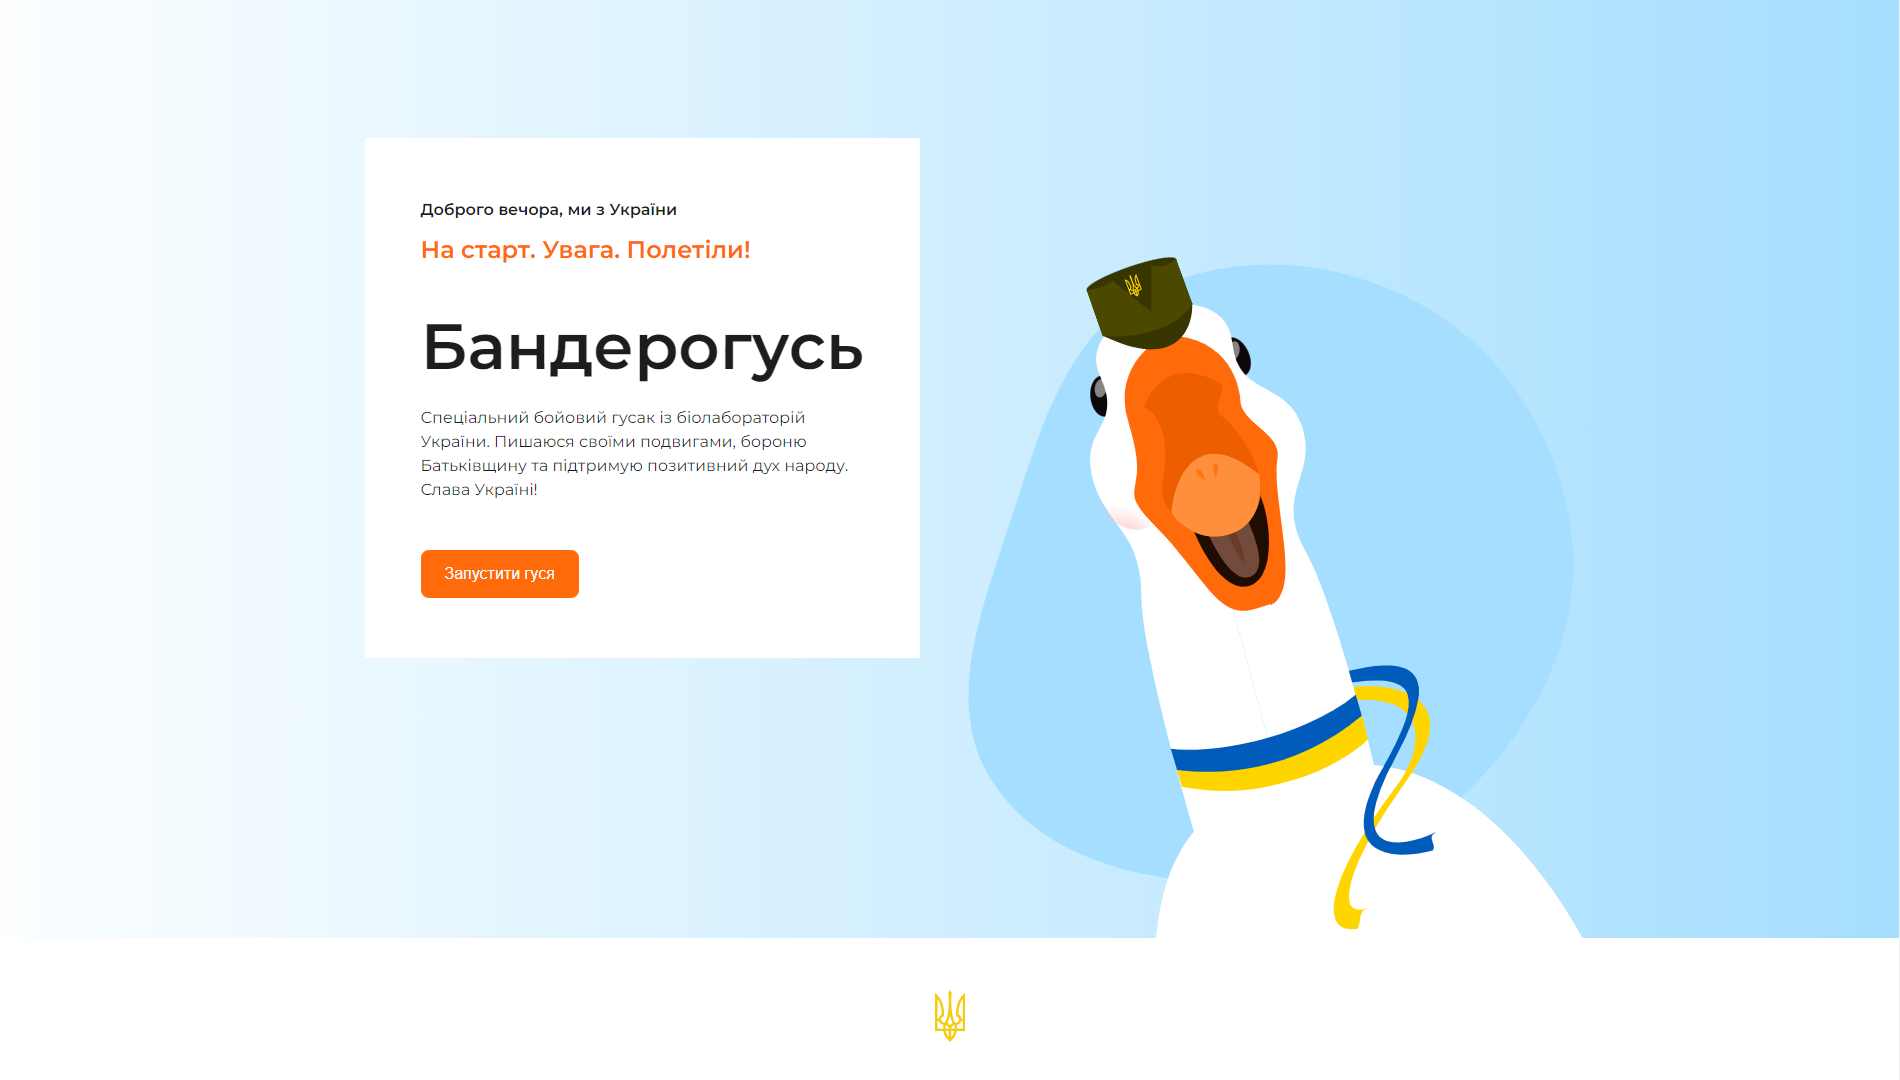 Доброго вечора, ми з України
На старт. Увага. Полетіли!
Бандерогусь
Спеціальний бойовий гусак із біолабораторій
України. Пишаюся своїми подвигами, бороню
Батьківщину та підтримую позитивний дух народу.
Слава Україні!
Запустити гуся